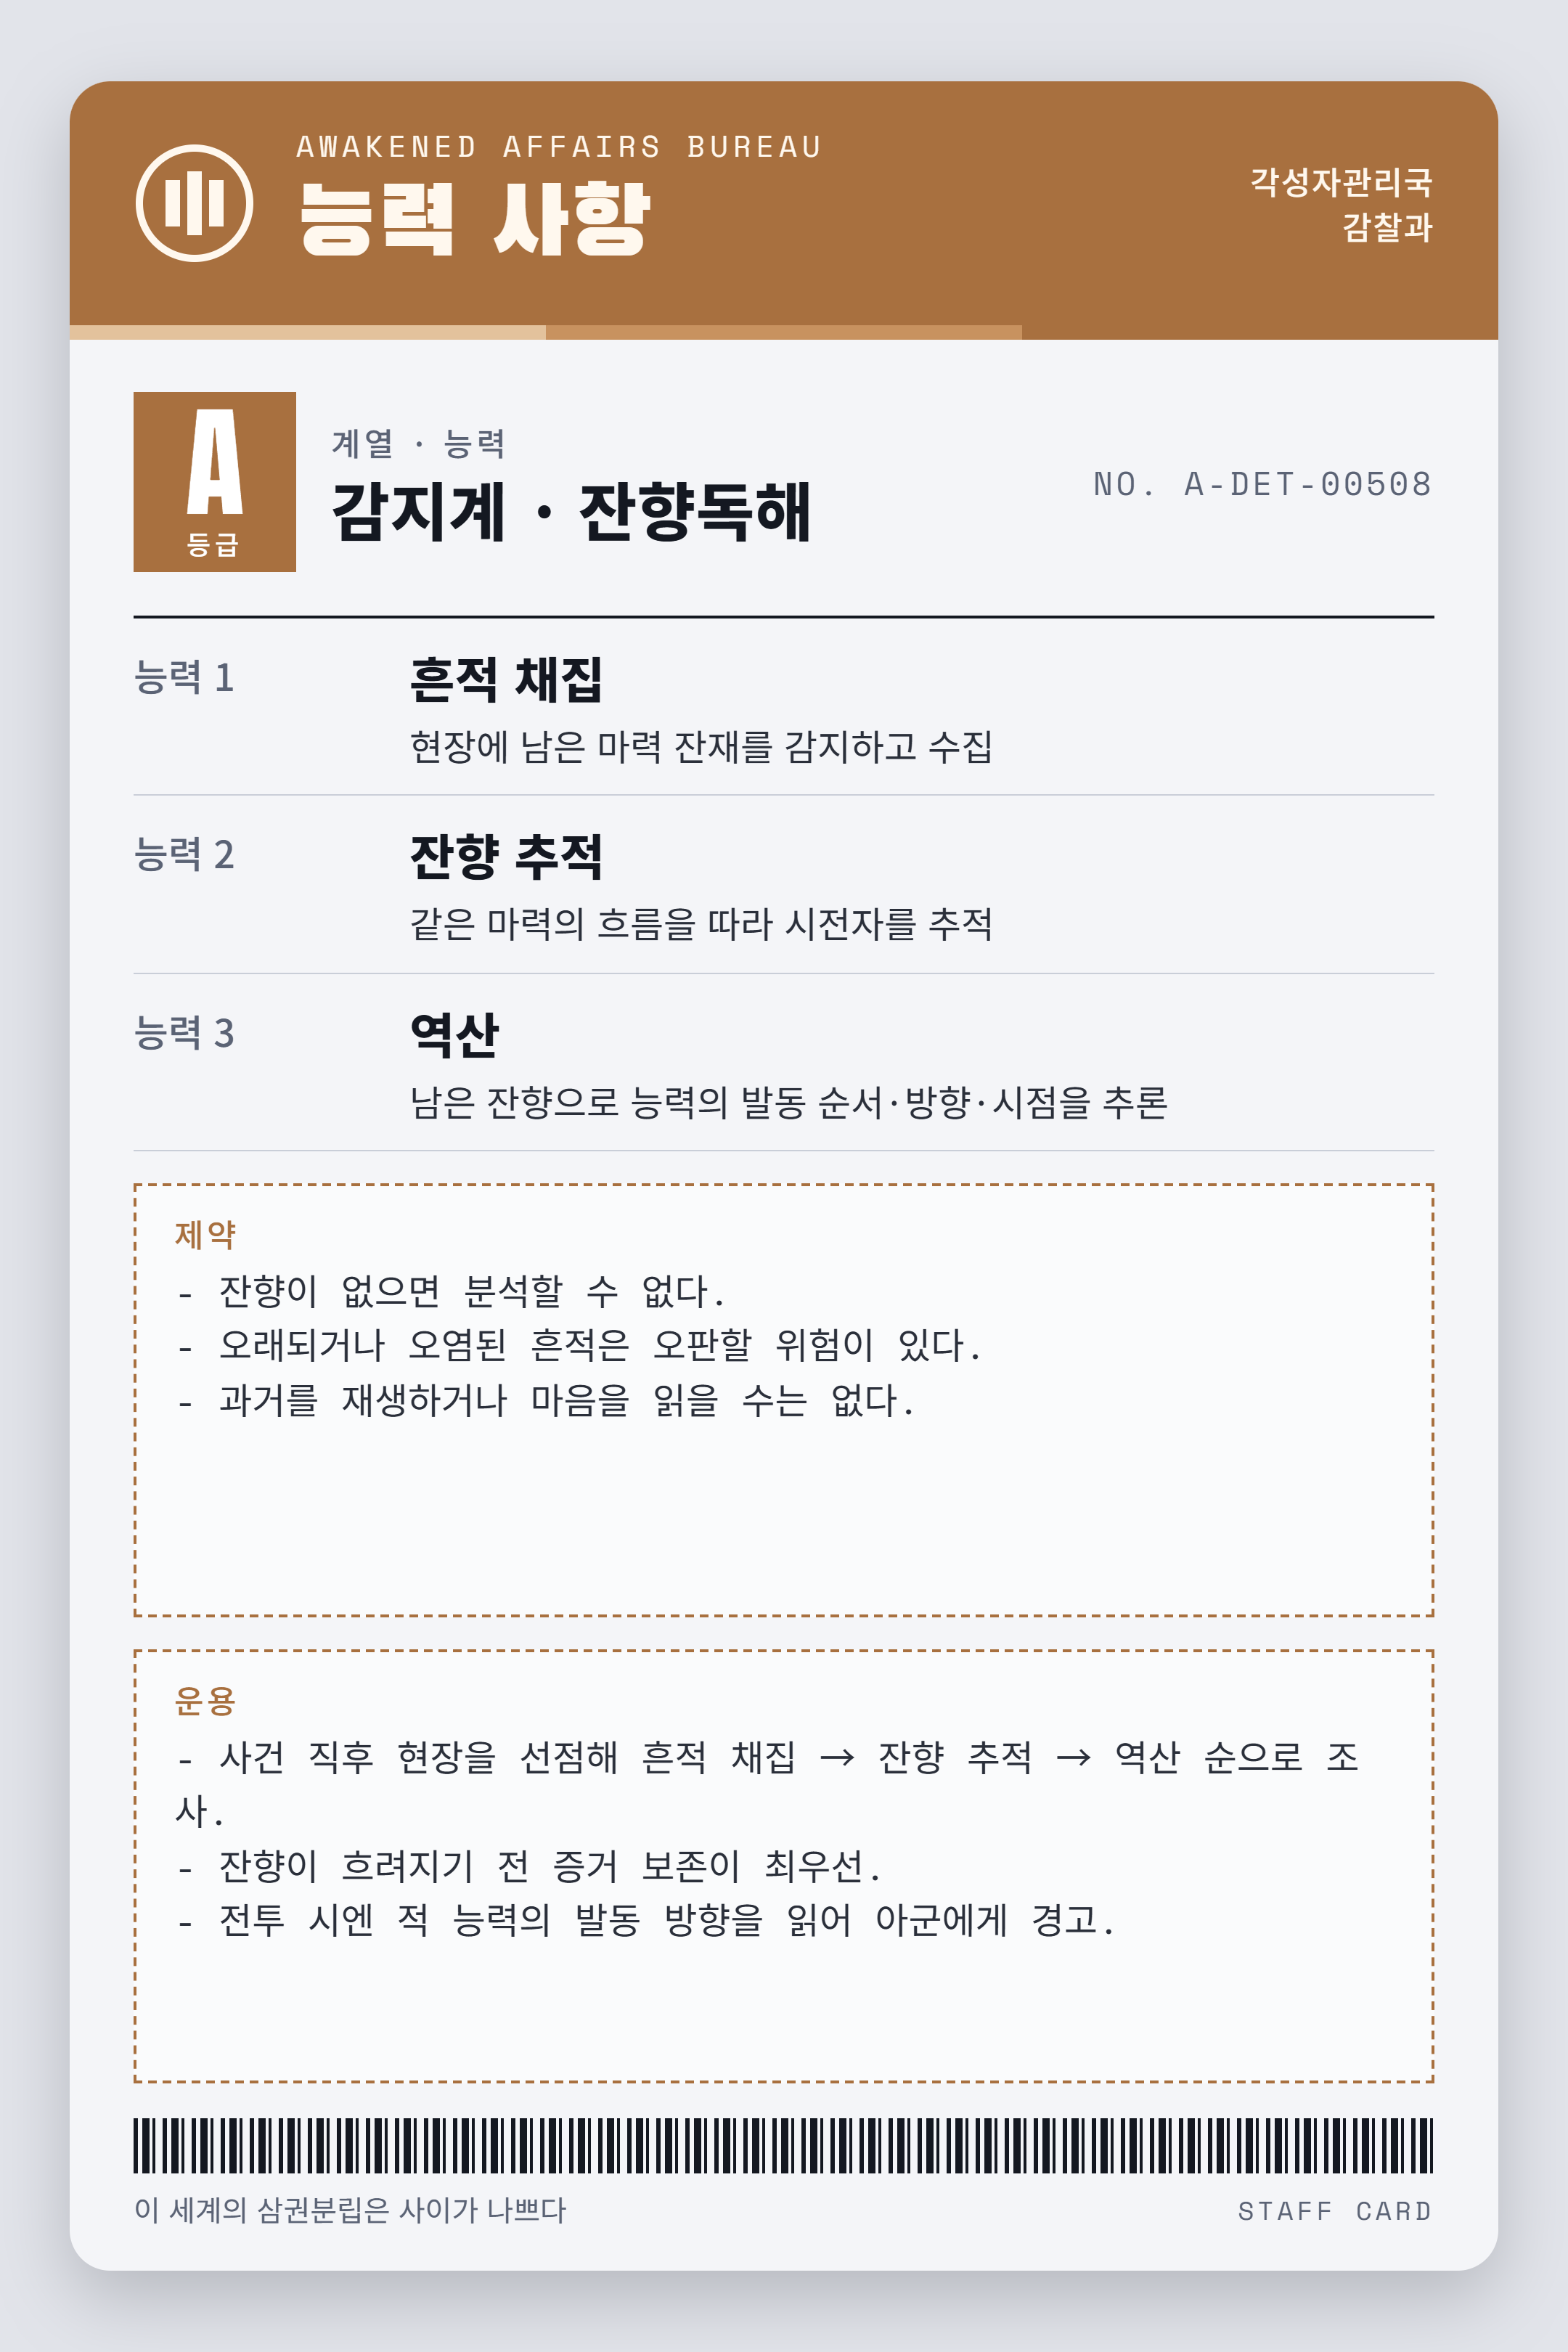 AWAKENED AFFAIRS BUREAU
능력 사항
각성자관리국
감찰과
A
등급
계열 · 능력
감지계 · 잔향독해
NO. A-DET-00508
능력 1
흔적 채집
현장에 남은 마력 잔재를 감지하고 수집
능력 2
잔향 추적
같은 마력의 흐름을 따라 시전자를 추적
능력 3
역산
남은 잔향으로 능력의 발동 순서·방향·시점을 추론
제약
- 잔향이 없으면 분석할 수 없다.
- 오래되거나 오염된 흔적은 오판할 위험이 있다.
- 과거를 재생하거나 마음을 읽을 수는 없다.
운용
- 사건 직후 현장을 선점해 흔적 채집 → 잔향 추적 → 역산 순으로 조
사.
- 잔향이 흐려지기 전 증거 보존이 최우선.
- 전투 시엔 적 능력의 발동 방향을 읽어 아군에게 경고.
이 세계의 삼권분립은 사이가 나쁘다
STAFF CARD